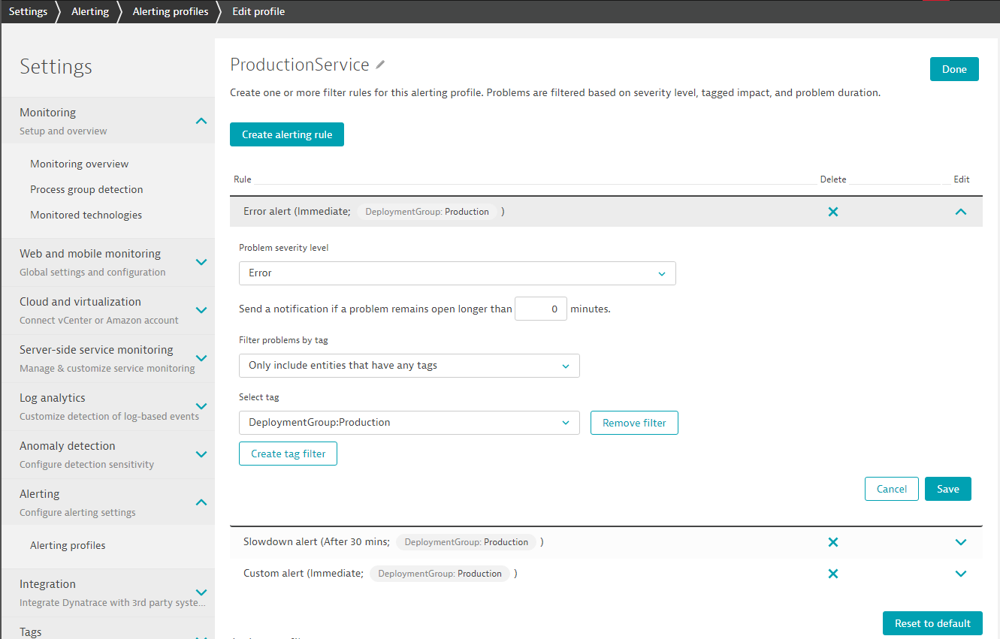 Settings Alerting Alerting profiles Edit profile
Settings
Monitoring
Setup and overview
Monitoring overview
Process group detection
Monitored technologies
Web and mobile monitoring
Global settings and configuration
Cloud and virtualization
Connect vCenter or Amazon account
Server-side service monitoring
Manage & customize service monitoring
Log analytics
Customize detection of log-based events
Anomaly detection
Configure detection sensitivity
Alerting
Configure alerting settings
Alerting profiles
Integration
Integrate Dynatrace with 3rd party syste...
Tags
ProductionService
Done
Create one or more filter rules for this alerting profile. Problems are filtered based on severity level, tagged impact, and problem duration.
Create alerting rule
Rule Delete Edit
Error alert (Immediate; DeploymentGroup: Production )
Problem severity level
Error
Send a notification if a problem remains open longer than 0 minutes.
Filter problems by tag
Only include entities that have any tags
Select tag
DeploymentGroup:Production Remove filter
Create tag filter
Cancel Save
Slowdown alert (After 30 mins; DeploymentGroup: Production )
Custom alert (Immediate; DeploymentGroup: Production )
Reset to default